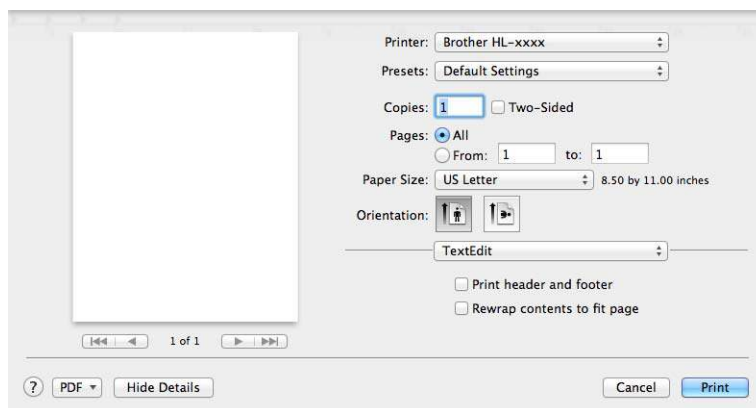 Printer: Brother HL-xxxx
Presets: Default Settings
Copies: 1 Two-Sided
Pages: All
From: 1 to: 1
Paper Size: US Letter 8.50 by 11.00 inches
Orientation:
TextEdit
Print header and footer
Rewrap contents to fit page
1 of 1
? PDF Hide Details Cancel Print